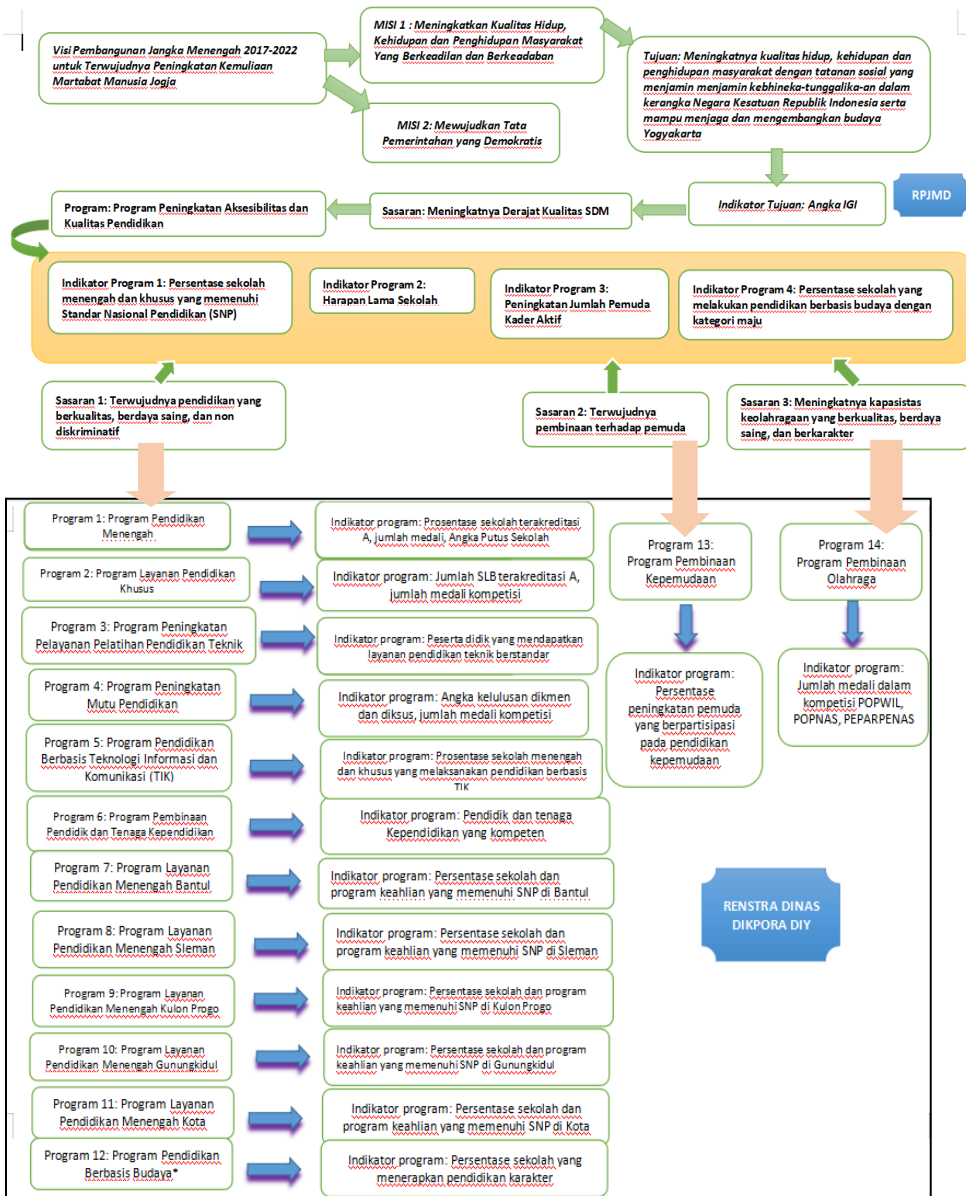 Visi Pembangunan Jangka Menengah 2017-2022
untuk Terwujudnya Peningkatan Kemuliaan
Martabat Manusia Jogja
MISI 1 : Meningkatkan Kualitas Hidup,
Kehidupan dan Penghidupan Masyarakat
Yang Berkeadilan dan Berkeadaban
MISI 2: Mewujudkan Tata
Pemerintahan yang Demokratis
Tujuan: Meningkatnya kualitas hidup, kehidupan dan
penghidupan masyarakat dengan tatanan sosial yang
menjamin menjamin kebhineka-tunggalika-an dalam
kerangka Negara Kesatuan Republik Indonesia serta
mampu menjaga dan mengembangkan budaya
Yogyakarta
Program: Program Peningkatan Aksesibilitas dan
Kualitas Pendidikan
Sasaran: Meningkatnya Derajat Kualitas SDM
Indikator Tujuan: Angka IGI
RPJMD
Indikator Program 1: Persentase sekolah
menengah dan khusus yang memenuhi
Standar Nasional Pendidikan (SNP)
Indikator Program 2:
Harapan Lama Sekolah
Indikator Program 3:
Peningkatan Jumlah Pemuda
Kader Aktif
Indikator Program 4: Persentase sekolah yang
melakukan pendidikan berbasis budaya dengan
kategori maju
Sasaran 1: Terwujudnya pendidikan yang
berkualitas, berdaya saing, dan non
diskriminatif
Sasaran 2: Terwujudnya
pembinaan terhadap pemuda
Sasaran 3: Meningkatnya kapasistas
keolahragaan yang berkualitas, berdaya
saing, dan berkarakter
Program 1: Program Pendidikan
Menengah
Indikator program: Prosentase sekolah terakreditasi
A, jumlah medali, Angka Putus Sekolah
Program 2: Program Layanan Pendidikan
Khusus
Indikator program: Jumlah SLB terakreditasi A,
jumlah medali kompetisi
Program 3: Program Peningkatan
Pelayanan Pelatihan Pendidikan Teknik
Indikator program: Peserta didik yang mendapatkan
layanan pendidikan teknik berstandar
Program 4: Program Peningkatan
Mutu Pendidikan
Indikator program: Angka kelulusan dikmen
dan diksus, jumlah medali kompetisi
Program 5: Program Pendidikan
Berbasis Teknologi Informasi dan
Komunikasi (TIK)
Indikator program: Prosentase sekolah menengah
dan khusus yang melaksanakan pendidikan berbasis
TIK
Program 6: Program Pembinaan
Pendidik dan Tenaga Kependidikan
Indikator program: Pendidik dan tenaga
Kependidikan yang kompeten
Program 7: Program Layanan
Pendidikan Menengah Bantul
Indikator program: Persentase sekolah dan
program keahlian yang memenuhi SNP di Bantul
Program 8: Program Layanan
Pendidikan Menengah Sleman
Indikator program: Persentase sekolah dan
program keahlian yang memenuhi SNP di Sleman
Program 9: Program Layanan
Pendidikan Menengah Kulon Progo
Indikator program: Persentase sekolah dan program
keahlian yang memenuhi SNP di Kulon Progo
Program 10: Program Layanan
Pendidikan Menengah Gunungkidul
Indikator program: Persentase sekolah dan program
keahlian yang memenuhi SNP di Gunungkidul
Program 11: Program Layanan
Pendidikan Menengah Kota
Indikator program: Persentase sekolah dan
program keahlian yang memenuhi SNP di Kota
Program 12: Program Pendidikan
Berbasis Budaya*
Indikator program: Persentase sekolah yang
menerapkan pendidikan karakter
Program 13:
Program Pembinaan
Kepemudaan
Indikator program:
Persentase
peningkatan pemuda
yang berpartisipasi
pada pendidikan
kepemudaan
Program 14:
Program Pembinaan
Olahraga
Indikator program:
Jumlah medali dalam
kompetisi POPWIL,
POPNAS, PEPARPENAS
RENSTRA DINAS
DIKPORA DIY